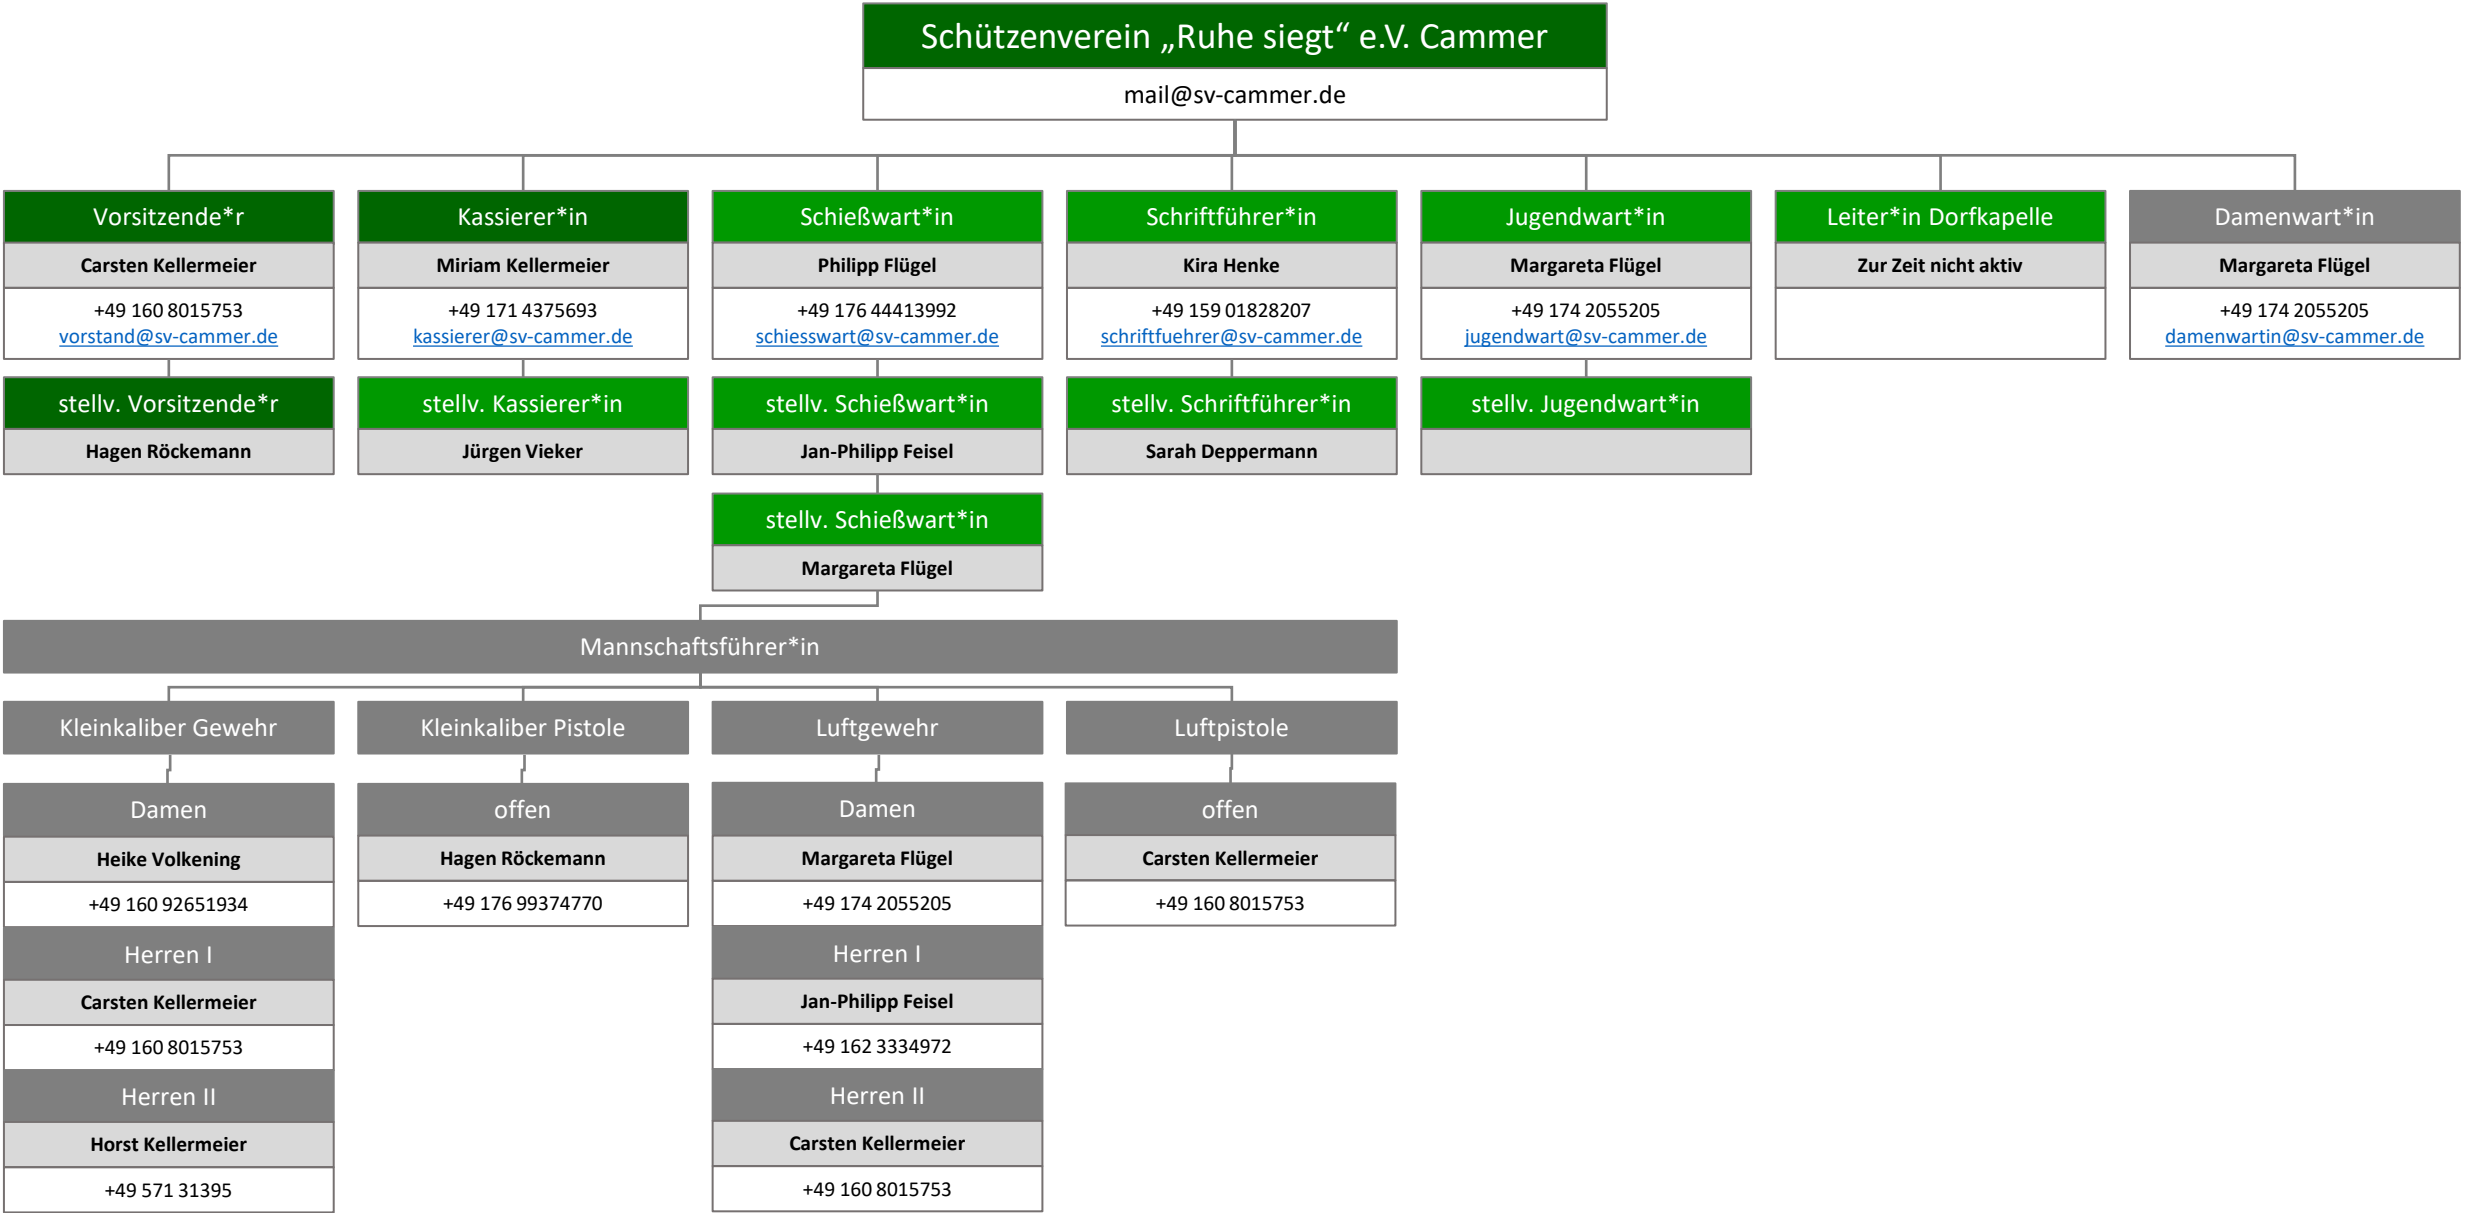 Schützenverein „Ruhe siegt“ e.V. Cammer
mail@sv-cammer.de
Vorsitzende*r
Carsten Kellermeier
+49 160 8015753
vorstand@sv-cammer.de
stellv. Vorsitzende*r
Hagen Röckemann
Kassierer*in
Miriam Kellermeier
+49 171 4375693
kassierer@sv-cammer.de
stellv. Kassierer*in
Jürgen Vieker
Schießwart*in
Philipp Flügel
+49 176 44413992
schiesswart@sv-cammer.de
stellv. Schießwart*in
Jan-Philipp Feisel
stellv. Schießwart*in
Margareta Flügel
Schriftführer*in
Kira Henke
+49 159 01828207
schriftfuehrer@sv-cammer.de
stellv. Schriftführer*in
Sarah Deppermann
Jugendwart*in
Margareta Flügel
+49 174 2055205
jugendwart@sv-cammer.de
stellv. Jugendwart*in
Leiter*in Dorfkapelle
Zur Zeit nicht aktiv
Damenwart*in
Margareta Flügel
+49 174 2055205
damenwartin@sv-cammer.de
Mannschaftsführer*in
Kleinkaliber Gewehr
Damen
Heike Volkening
+49 160 92651934
Herren I
Carsten Kellermeier
+49 160 8015753
Herren II
Horst Kellermeier
+49 571 31395
Kleinkaliber Pistole
offen
Hagen Röckemann
+49 176 99374770
Luftgewehr
Damen
Margareta Flügel
+49 174 2055205
Herren I
Jan-Philipp Feisel
+49 162 3334972
Herren II
Carsten Kellermeier
+49 160 8015753
Luftpistole
offen
Carsten Kellermeier
+49 160 8015753